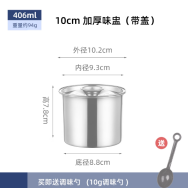 406ml
重量约94g
10cm 加厚味盅（带盖）
外径10.2cm
内径9.3cm
高7.8cm
底径8.8cm
送
买即送调味勺 (10g调味勺)